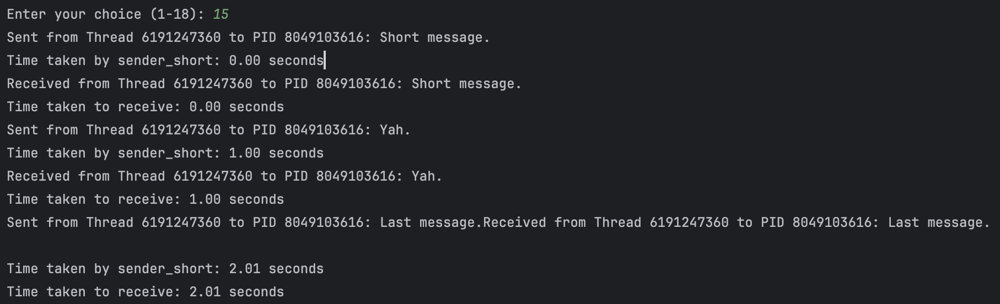 Enter your choice (1-18): 15
Sent from Thread 6191247360 to PID 8049103616: Short message.
Time taken by sender_short: 0.00 seconds
Received from Thread 6191247360 to PID 8049103616: Short message.
Time taken to receive: 0.00 seconds
Sent from Thread 6191247360 to PID 8049103616: Yah.
Time taken by sender_short: 1.00 seconds
Received from Thread 6191247360 to PID 8049103616: Yah.
Time taken to receive: 1.00 seconds
Sent from Thread 6191247360 to PID 8049103616: Last message.Received from Thread 6191247360 to PID 8049103616: Last message.
Time taken by sender_short: 2.01 seconds
Time taken to receive: 2.01 seconds